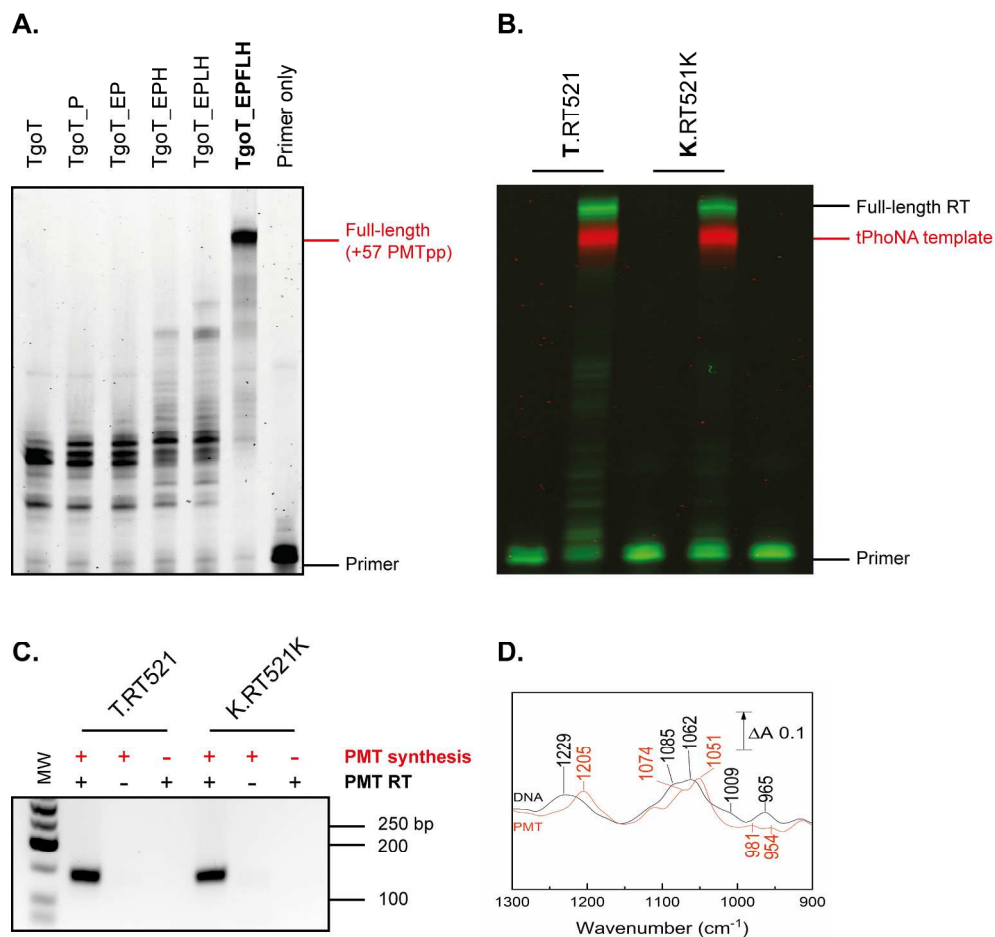 A.
TgoT
TgoT_P
TgoT_EP
TgoT_EPH
TgoT_EPLH
TgoT_EPFLH
Primer only
Full-length
(+57 PMTpp)
Primer
B.
T.RT521
K.RT521K
Full-length RT
tPhoNA template
Primer
C.
T.RT521
K.RT521K
MW
+ + - + + - PMT synthesis
+ - + + - + PMT RT
250 bp
200
100
D.
ΔA 0.1
1229
1205
1074
1085
1062
1051
1009
965
DNA
PMT
981
954
1300 1200 1100 1000 900
Wavenumber (cm-1)